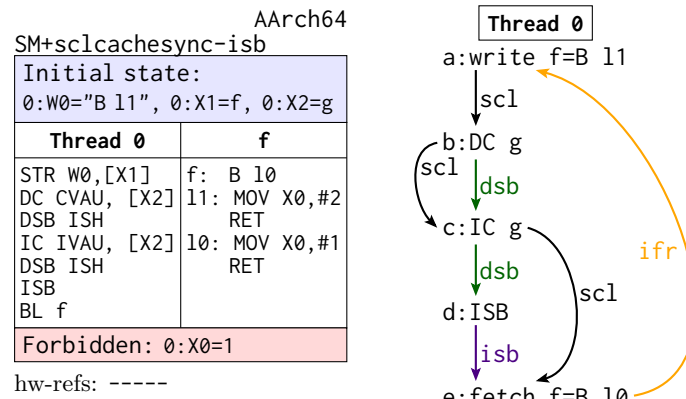 AArch64
SM+sclcachesync-isb
Initial state:
0:W0="B l1", 0:X1=f, 0:X2=g
Thread 0
f
STR W0,[X1]
DC CVAU, [X2]
DSB ISH
IC IVAU, [X2]
DSB ISH
ISB
BL f
f: B l0
l1: MOV X0,#2
RET
l0: MOV X0,#1
RET
Forbidden: 0:X0=1
hw-refs: -----
Thread 0
a:write f=B l1
scl
b:DC g
scl
dsb
c:IC g
ifr
dsb
scl
d:ISB
isb
e:fetch f=B l0